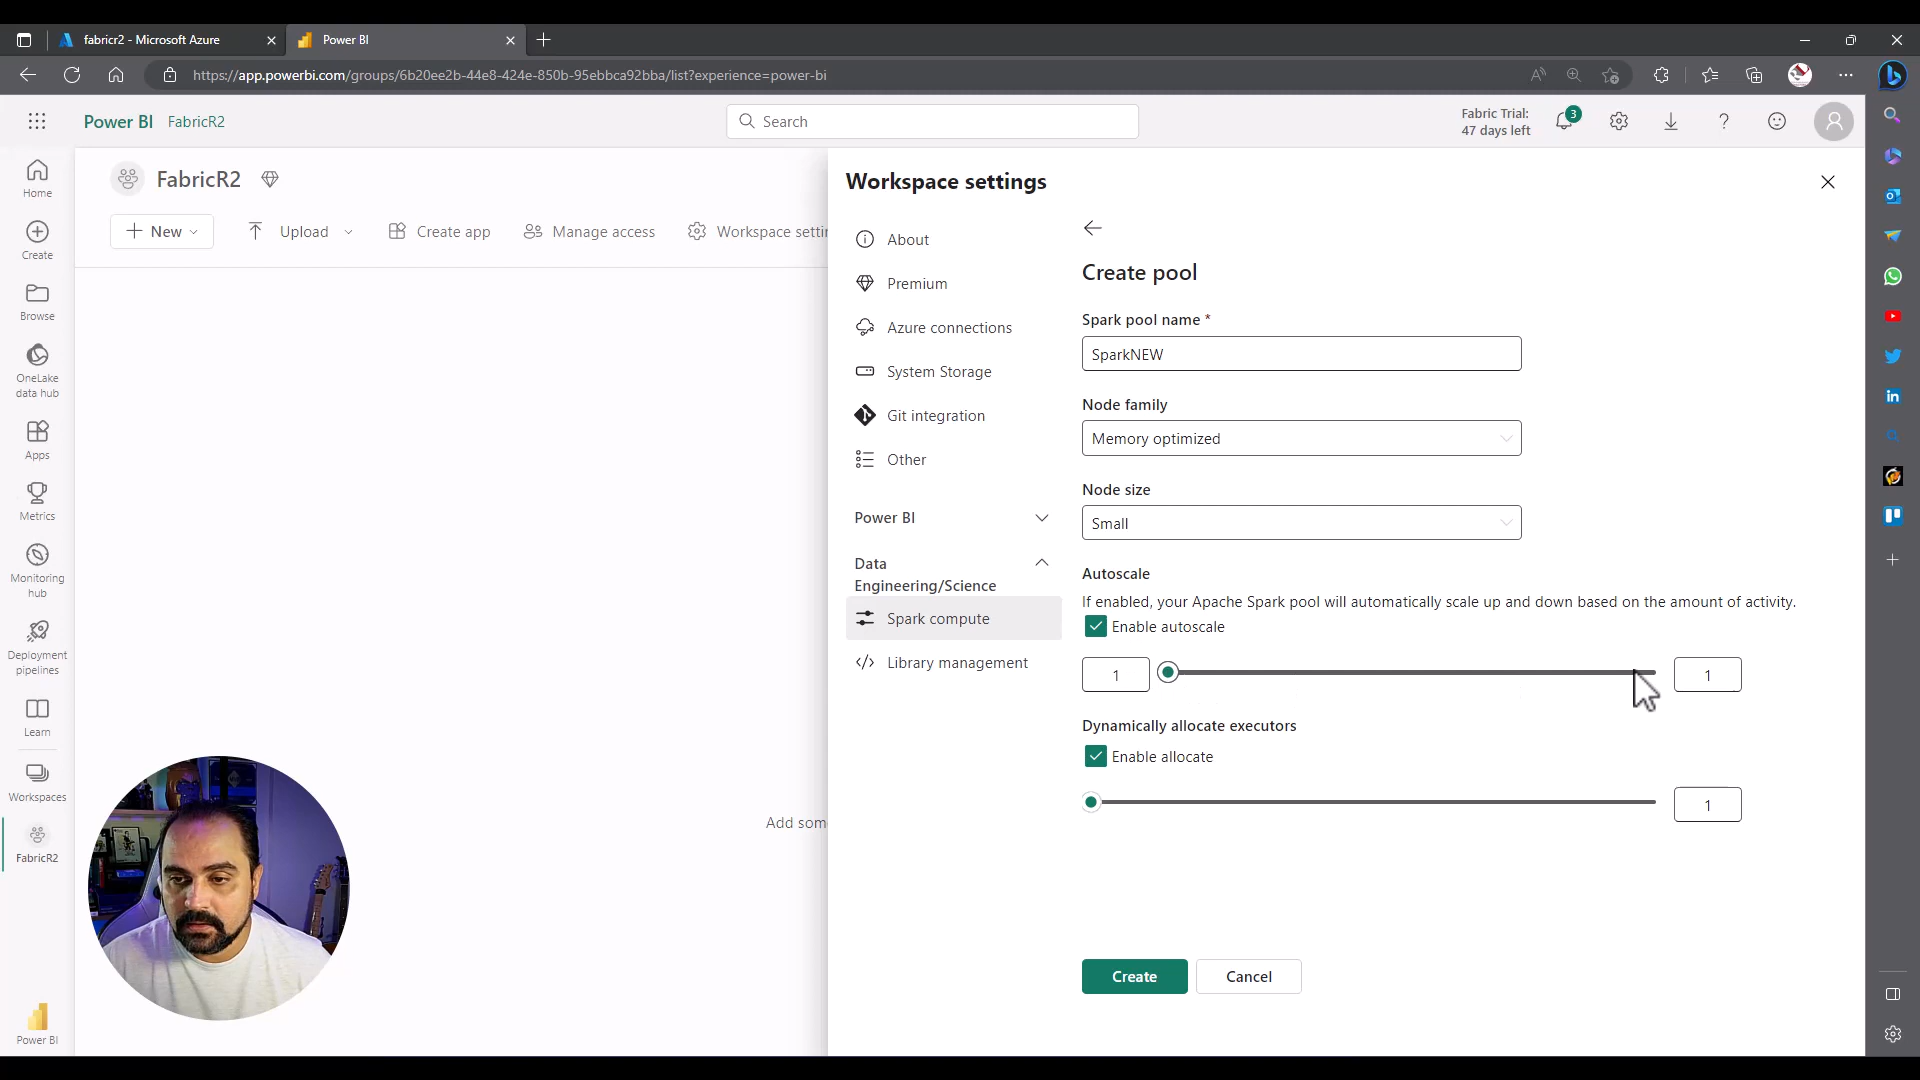 fabricr2 - Microsoft Azure
Power BI
https://app.powerbi.com/groups/6b20ee2b-44e8-424e-850b-95ebbca92bba/list?experience=power-bi
Power BI FabricR2
Search
Fabric Trial:
47 days left
3
Home
Create
Browse
OneLake
data hub
Apps
Metrics
Monitoring
hub
Deployment
pipelines
Learn
Workspaces
FabricR2
Power BI
FabricR2
New
Upload
Create app
Manage access
Workspace settin
Add som
Workspace settings
About
Premium
Azure connections
System Storage
Git integration
Other
Power BI
Data
Engineering/Science
Spark compute
Library management
Create pool
Spark pool name *
SparkNEW
Node family
Memory optimized
Node size
Small
Autoscale
If enabled, your Apache Spark pool will automatically scale up and down based on the amount of activity.
Enable autoscale
1 1
Dynamically allocate executors
Enable allocate
1
Create Cancel